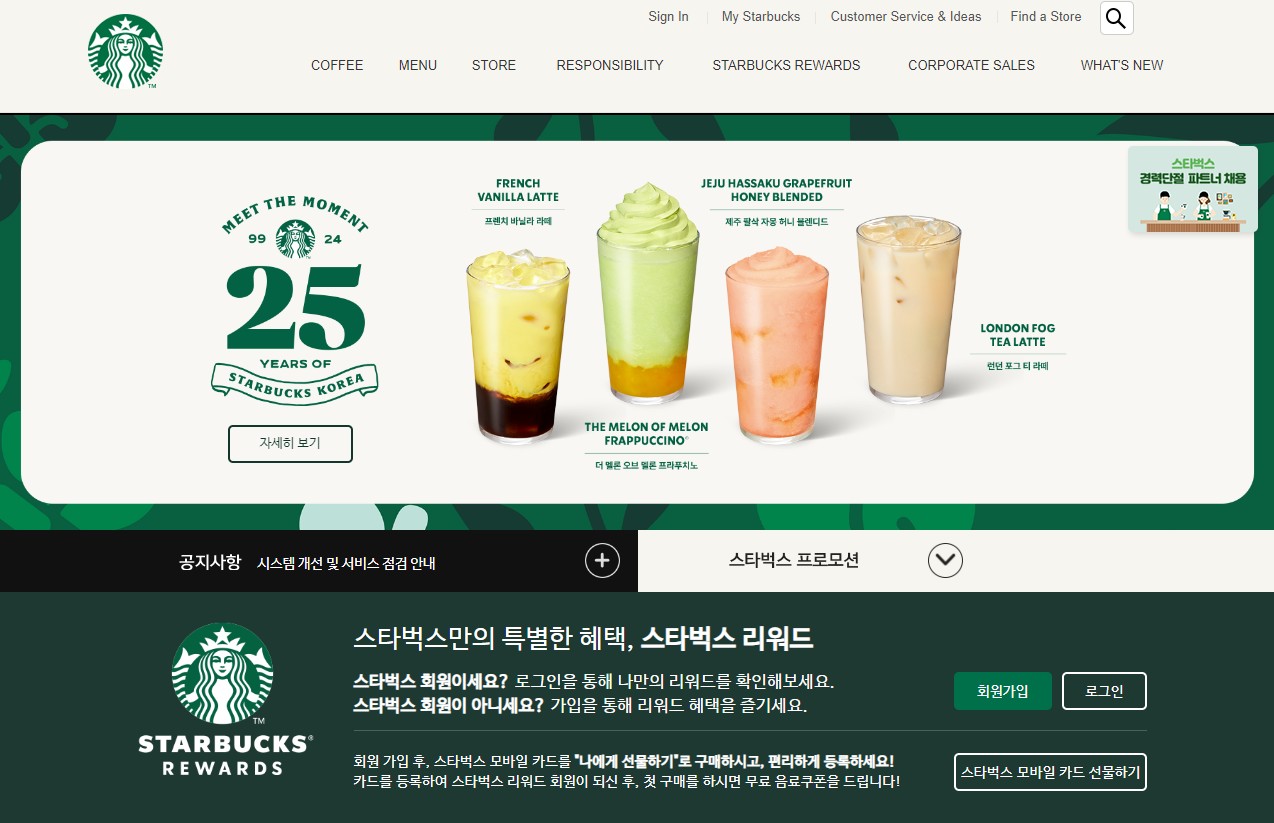 Sign In
My Starbucks
Customer Service & Ideas
Find a Store
COFFEE
MENU
STORE
RESPONSIBILITY
STARBUCKS REWARDS
CORPORATE SALES
WHAT'S NEW
TM
스타벅스
경력단절 파트너 채용
MEET THE MOMENT
99 24
25
YEARS OF
STARBUCKS KOREA
자세히 보기
FRENCH
VANILLA LATTE
프렌치 바닐라 라떼
THE MELON OF MELON
FRAPPUCCINO®
더 멜론 오브 멜론 프라푸치노
JEJU HASSAKU GRAPEFRUIT
HONEY BLENDED
제주 팔삭 자몽 허니 블렌디드
LONDON FOG
TEA LATTE
런던 포그 티 라떼
공지사항 시스템 개선 및 서비스 점검 안내
스타벅스 프로모션
TM
STARBUCKS®
REWARDS
스타벅스만의 특별한 혜택, 스타벅스 리워드
스타벅스 회원이세요? 로그인을 통해 나만의 리워드를 확인해보세요.
스타벅스 회원이 아니세요? 가입을 통해 리워드 혜택을 즐기세요.
회원가입
로그인
회원 가입 후, 스타벅스 모바일 카드를 "나에게 선물하기"로 구매하시고, 편리하게 등록하세요!
카드를 등록하여 스타벅스 리워드 회원이 되신 후, 첫 구매를 하시면 무료 음료쿠폰을 드립니다!
스타벅스 모바일 카드 선물하기